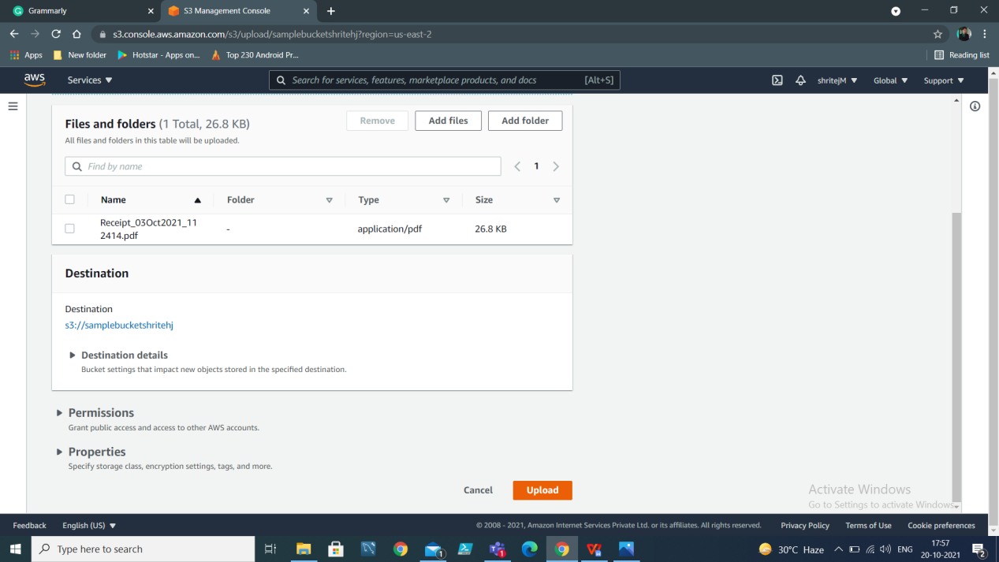 Grammarly
S3 Management Console
s3.console.aws.amazon.com/s3/upload/samplebucketshritehj?region=us-east-2
Apps New folder Hotstar - Apps on... Top 230 Android Pr... Reading list
aws Services Search for services, features, marketplace products, and docs [Alt+S] shritejM Global Support
Files and folders (1 Total, 26.8 KB) Remove Add files Add folder
All files and folders in this table will be uploaded.
Find by name 1
Name Folder Type Size
Receipt_03Oct2021_11
2414.pdf - application/pdf 26.8 KB
Destination
Destination
s3://samplebucketshritehj
Destination details
Bucket settings that impact new objects stored in the specified destination.
Permissions
Grant public access and access to other AWS accounts.
Properties
Specify storage class, encryption settings, tags, and more.
Cancel Upload
Activate Windows
Go to Settings to activate Windows.
Feedback English (US) © 2008 - 2021, Amazon Internet Services Private Ltd. or its affiliates. All rights reserved. Privacy Policy Terms of Use Cookie preferences
Type here to search 1 1 30°C Haze ENG 17:57
20-10-2021 2